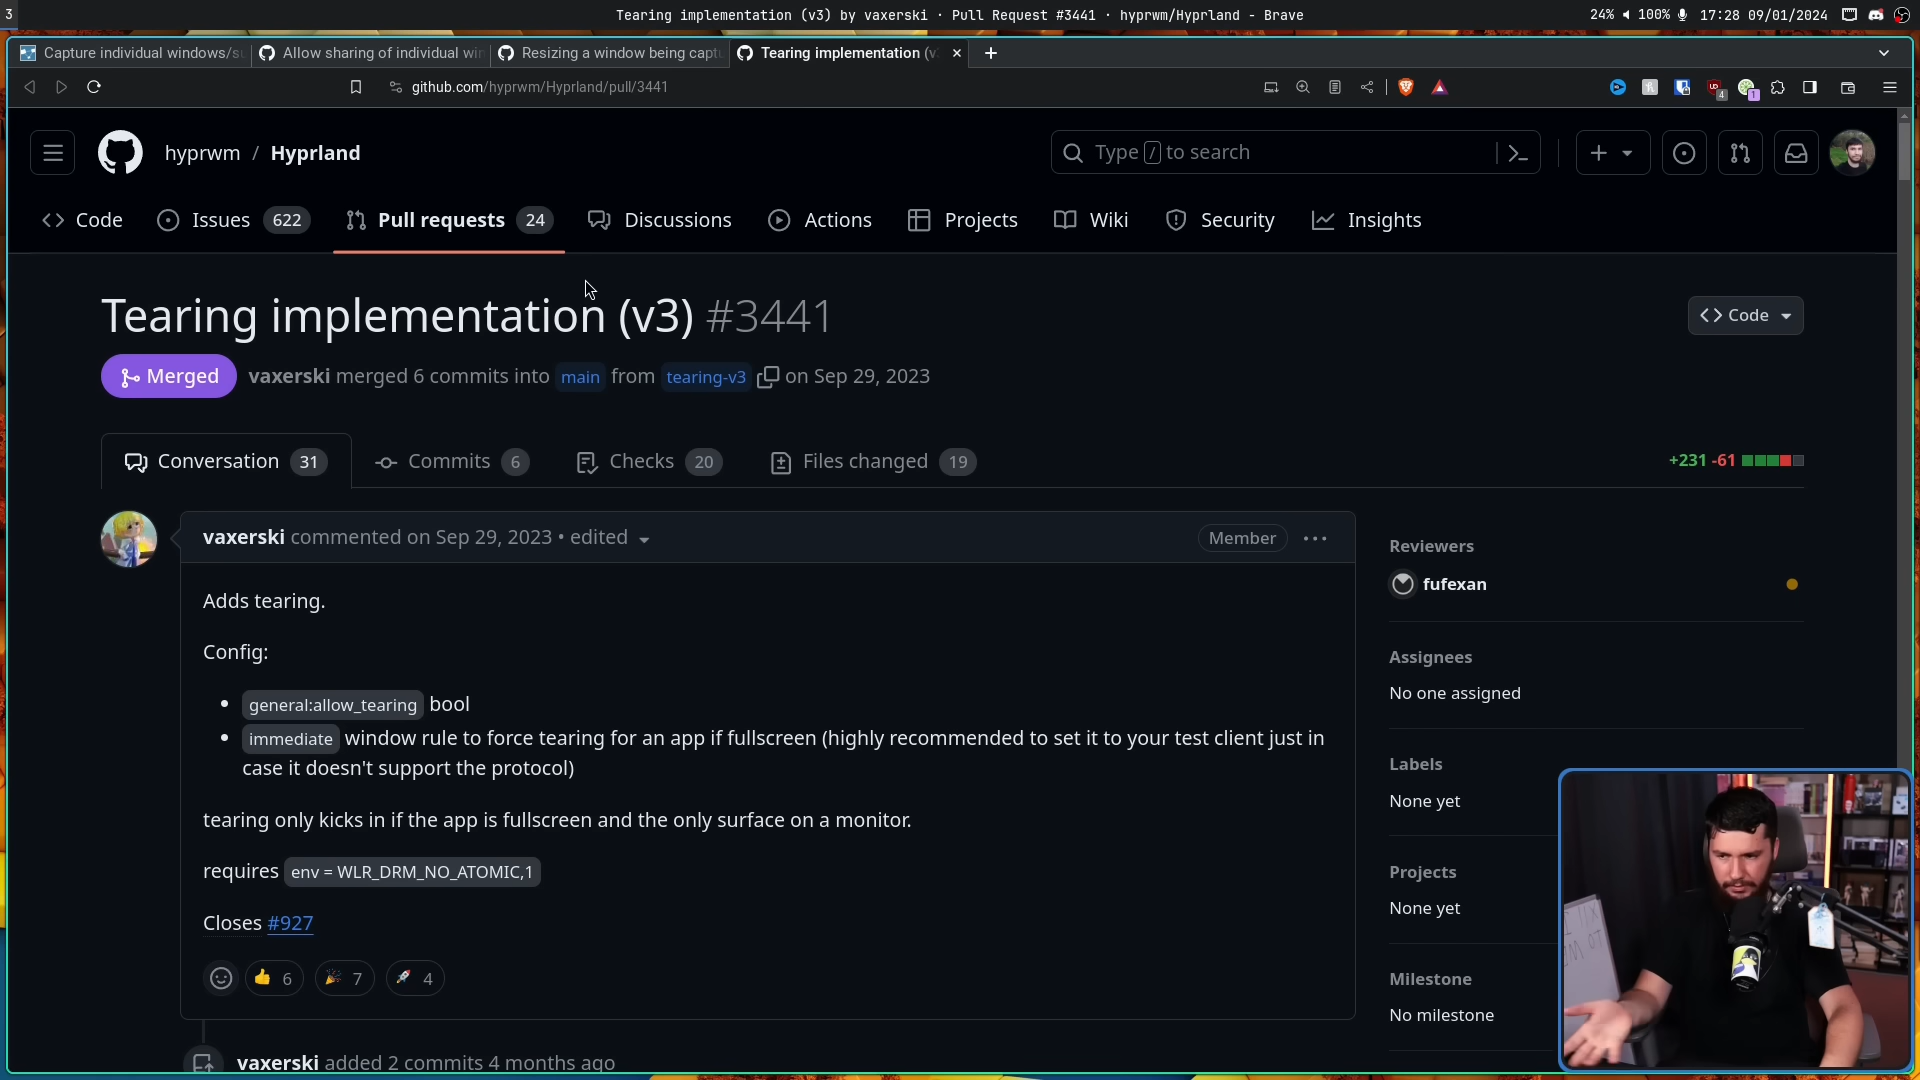 3
Tearing implementation (v3) by vaxerski · Pull Request #3441 · hyprwm/Hyprland - Brave
24% 100% 17:28 09/01/2024
Capture individual windows/su
Allow sharing of individual win
Resizing a window being captu
Tearing implementation (v
github.com/hyprwm/Hyprland/pull/3441
4
1
hyprwm / Hyprland
Type / to search
Code
Issues 622
Pull requests 24
Discussions
Actions
Projects
Wiki
Security
Insights
Tearing implementation (v3) #3441
Code
Merged
vaxerski merged 6 commits into main from tearing-v3 on Sep 29, 2023
Conversation 31
Commits 6
Checks 20
Files changed 19
+231 -61
vaxerski commented on Sep 29, 2023 • edited
Member
Adds tearing.
Config:
• general:allow_tearing bool
• immediate window rule to force tearing for an app if fullscreen (highly recommended to set it to your test client just in
case it doesn't support the protocol)
tearing only kicks in if the app is fullscreen and the only surface on a monitor.
requires env = WLR_DRM_NO_ATOMIC,1
Closes #927
👍 6
🎉 7
🚀 4
vaxerski added 2 commits 4 months ago
Reviewers
fufexan
Assignees
No one assigned
Labels
None yet
Projects
None yet
Milestone
No milestone